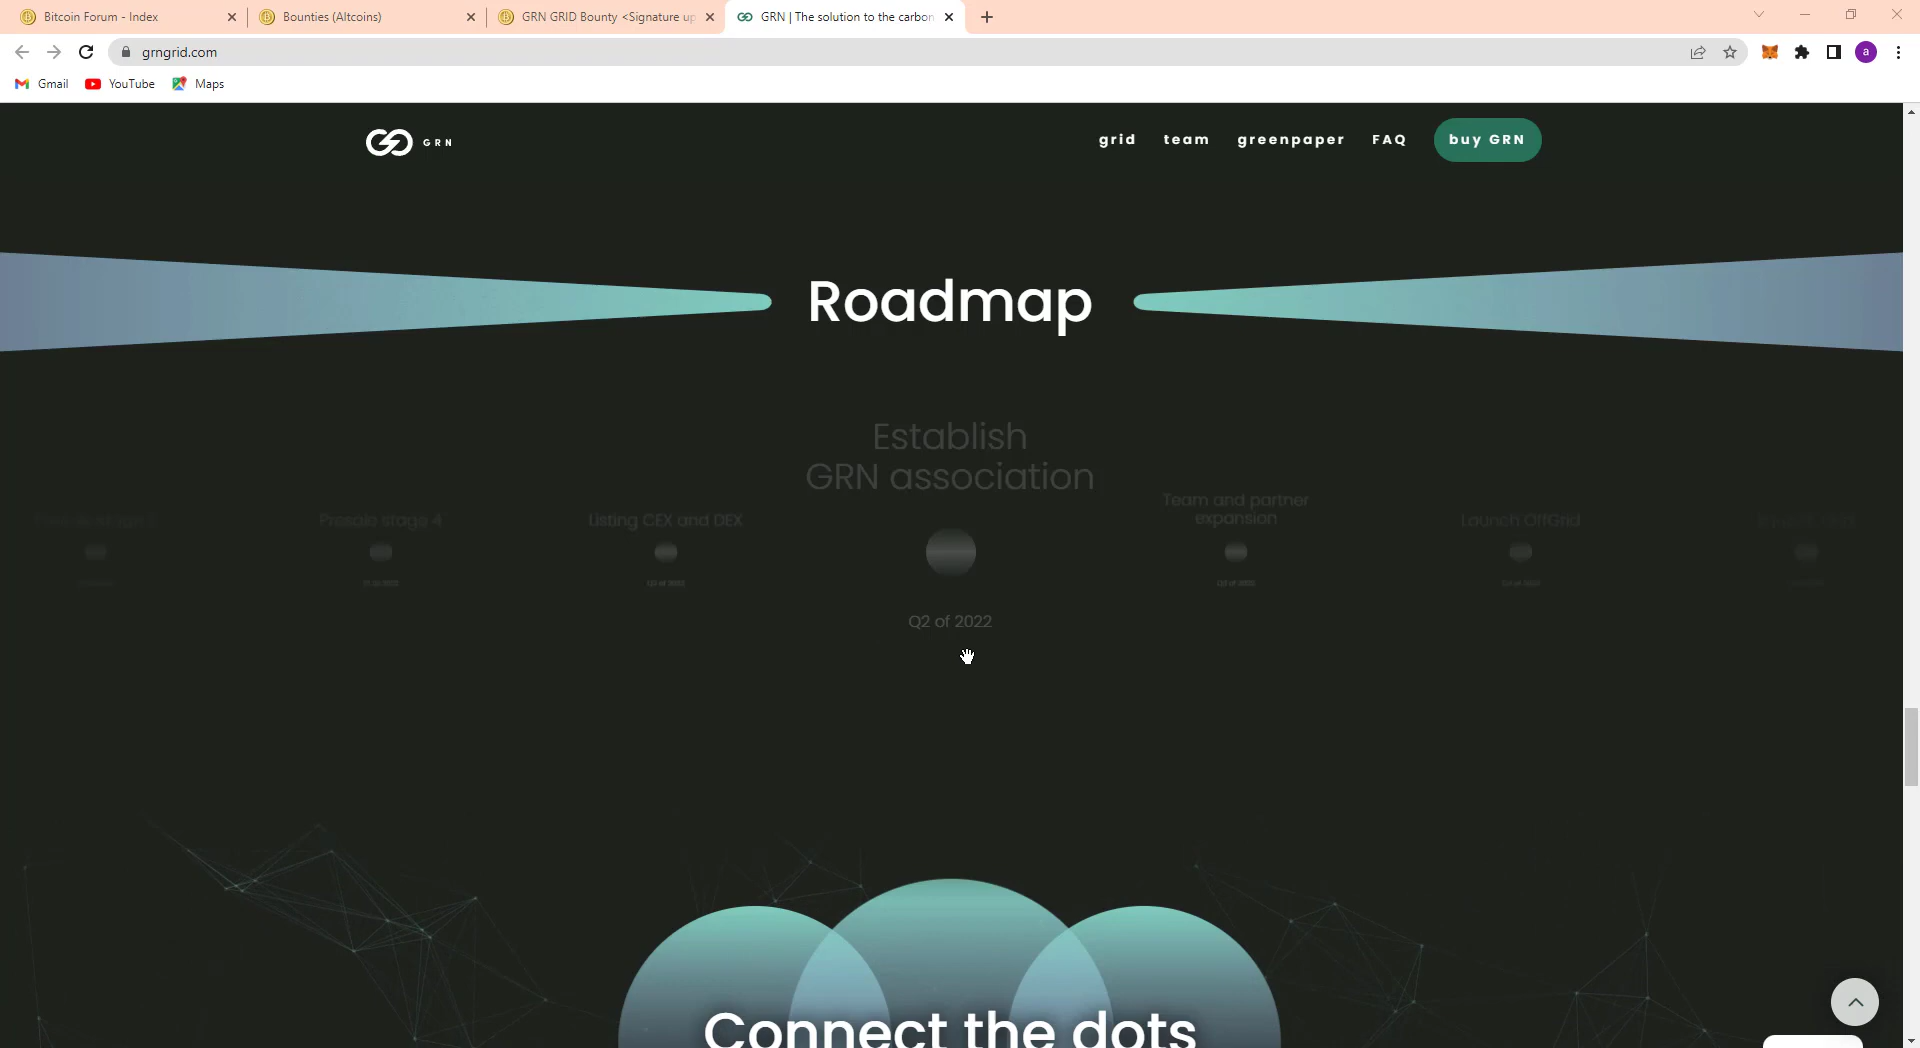 Bitcoin Forum - Index
Bounties (Altcoins)
GRN GRID Bounty <Signature up
GRN | The solution to the carbon
grngrid.com
a
Gmail
YouTube
Maps
GRN
grid
team
greenpaper
FAQ
buy GRN
Roadmap
Establish
GRN association
Presale stage 4
Listing CEX and DEX
Team and partner
expansion
Launch OffGrid
Q2 of 2022
Connect the dots